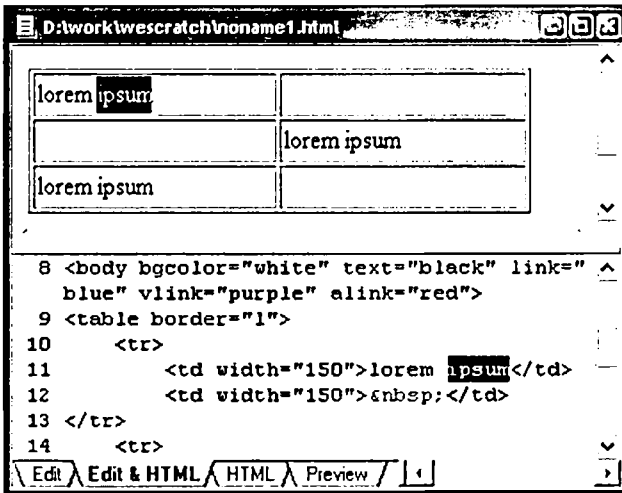 D:\work\wescratch\noname1.html
lorem ipsum
lorem ipsum
lorem ipsum
8 <body bgcolor="white" text="black" link="
blue" vlink="purple" alink="red">
9 <table border="1">
10 <tr>
11 <td width="150">lorem ipsum</td>
12 <td width="150">&nbsp;</td>
13 </tr>
14 <tr>
Edit Edit & HTML HTML Preview